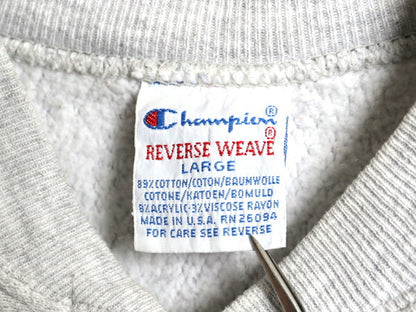 Champion®
®
REVERSE WEAVE
LARGE
89% COTTON/COTON/BAUMWOLLE
COTOHE/KATOEN/BOMULD
8% ACRYLIC·3% VISCOSE RAYON
MADE IN U.S.A. RN 26094
FOR CARE SEE REVERSE